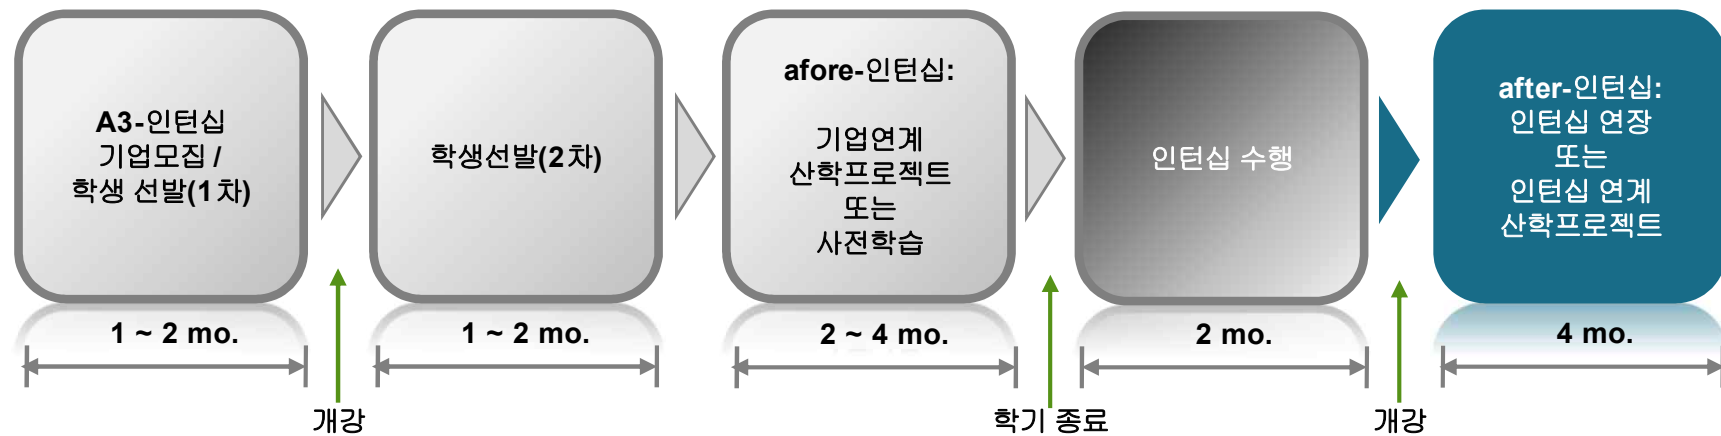 A3-인턴십
기업모집 /
학생 선발(1차)
학생선발(2차)
afore-인턴십:
기업연계
산학프로젝트
또는
사전학습
인턴십 수행
after-인턴십:
인턴십 연장
또는
인턴십 연계
산학프로젝트
1 ~ 2 mo.
1 ~ 2 mo.
2 ~ 4 mo.
2 mo.
4 mo.
개강
학기 종료
개강